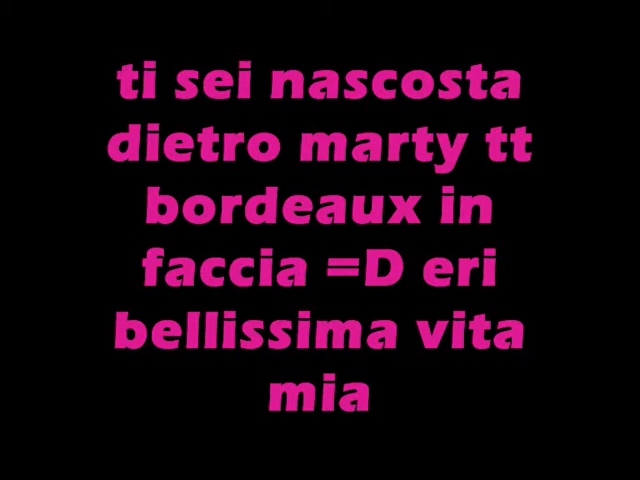 ti sei nascosta
dietro marty tt
bordeaux in
faccia =D eri
bellissima vita
mia